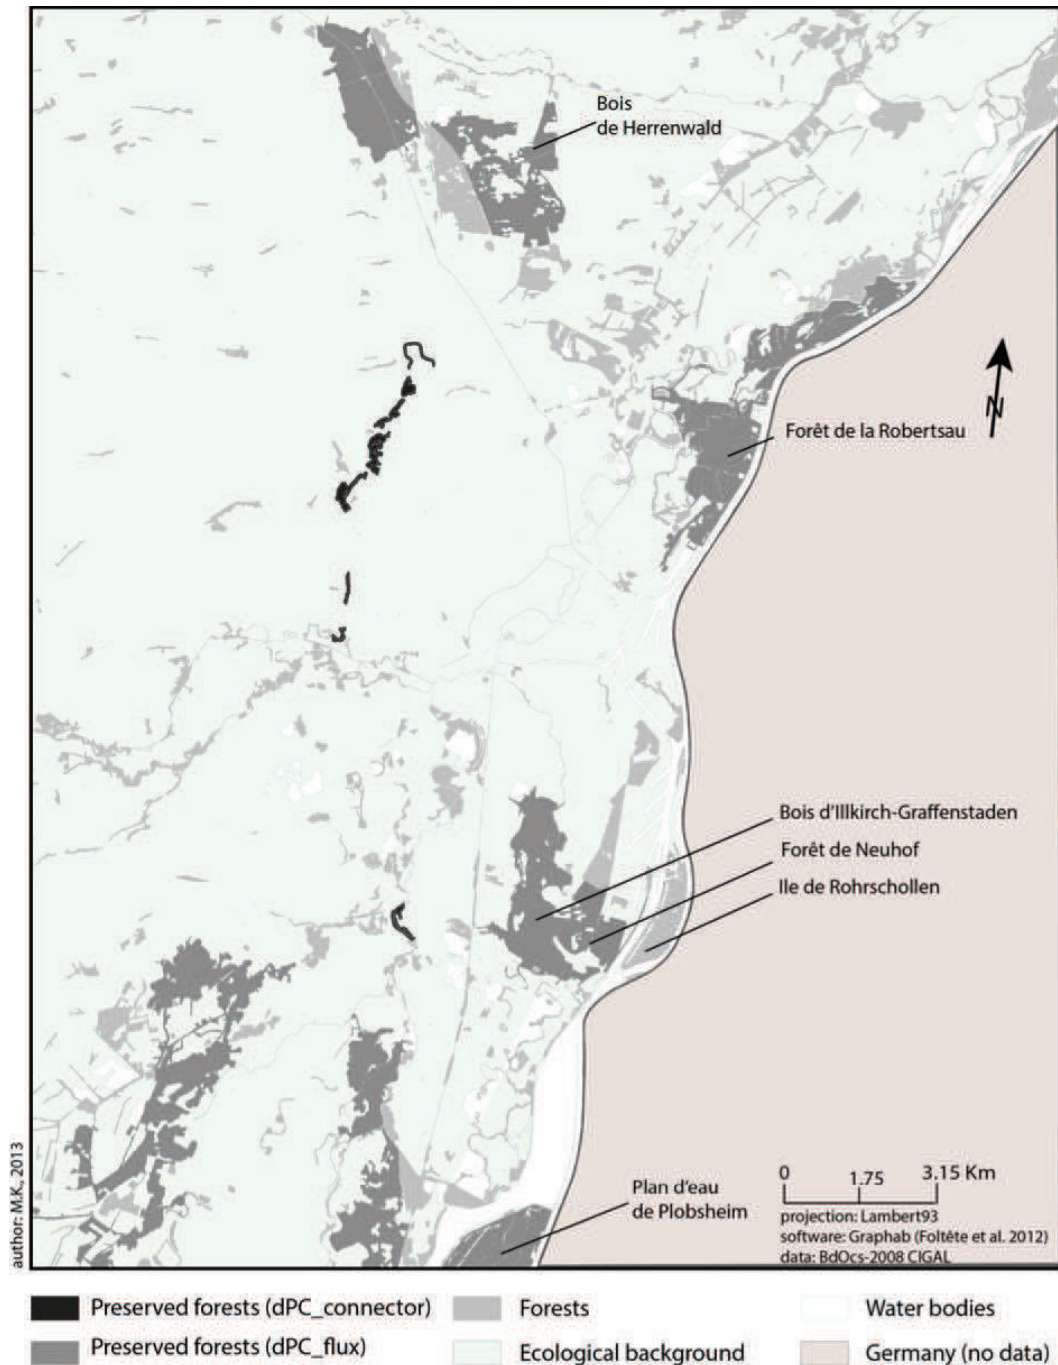 Bois
de Herrenwald
N
Forêt de la Robertsau
Bois d'Illkirch-Graffenstaden
Forêt de Neuhof
Ile de Rohrschollen
Plan d'eau
de Plobsheim
0 1.75 3.15 Km
projection: Lambert93
software: Graphab (Foltête et al. 2012)
data: BdOcs-2008 CIGAL
author: M.K., 2013
Preserved forests (dPC_connector)
Preserved forests (dPC_flux)
Forests
Ecological background
Water bodies
Germany (no data)